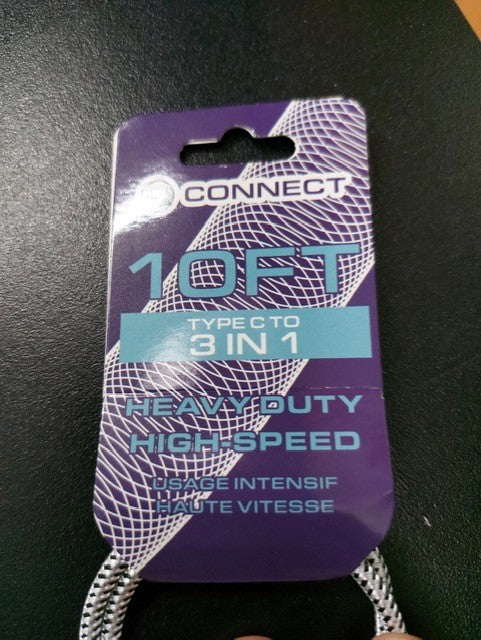 CONNECT
10FT
TYPE C TO
3 IN 1
HEAVY DUTY
HIGH-SPEED
USAGE INTENSIF
HAUTE VITESSE